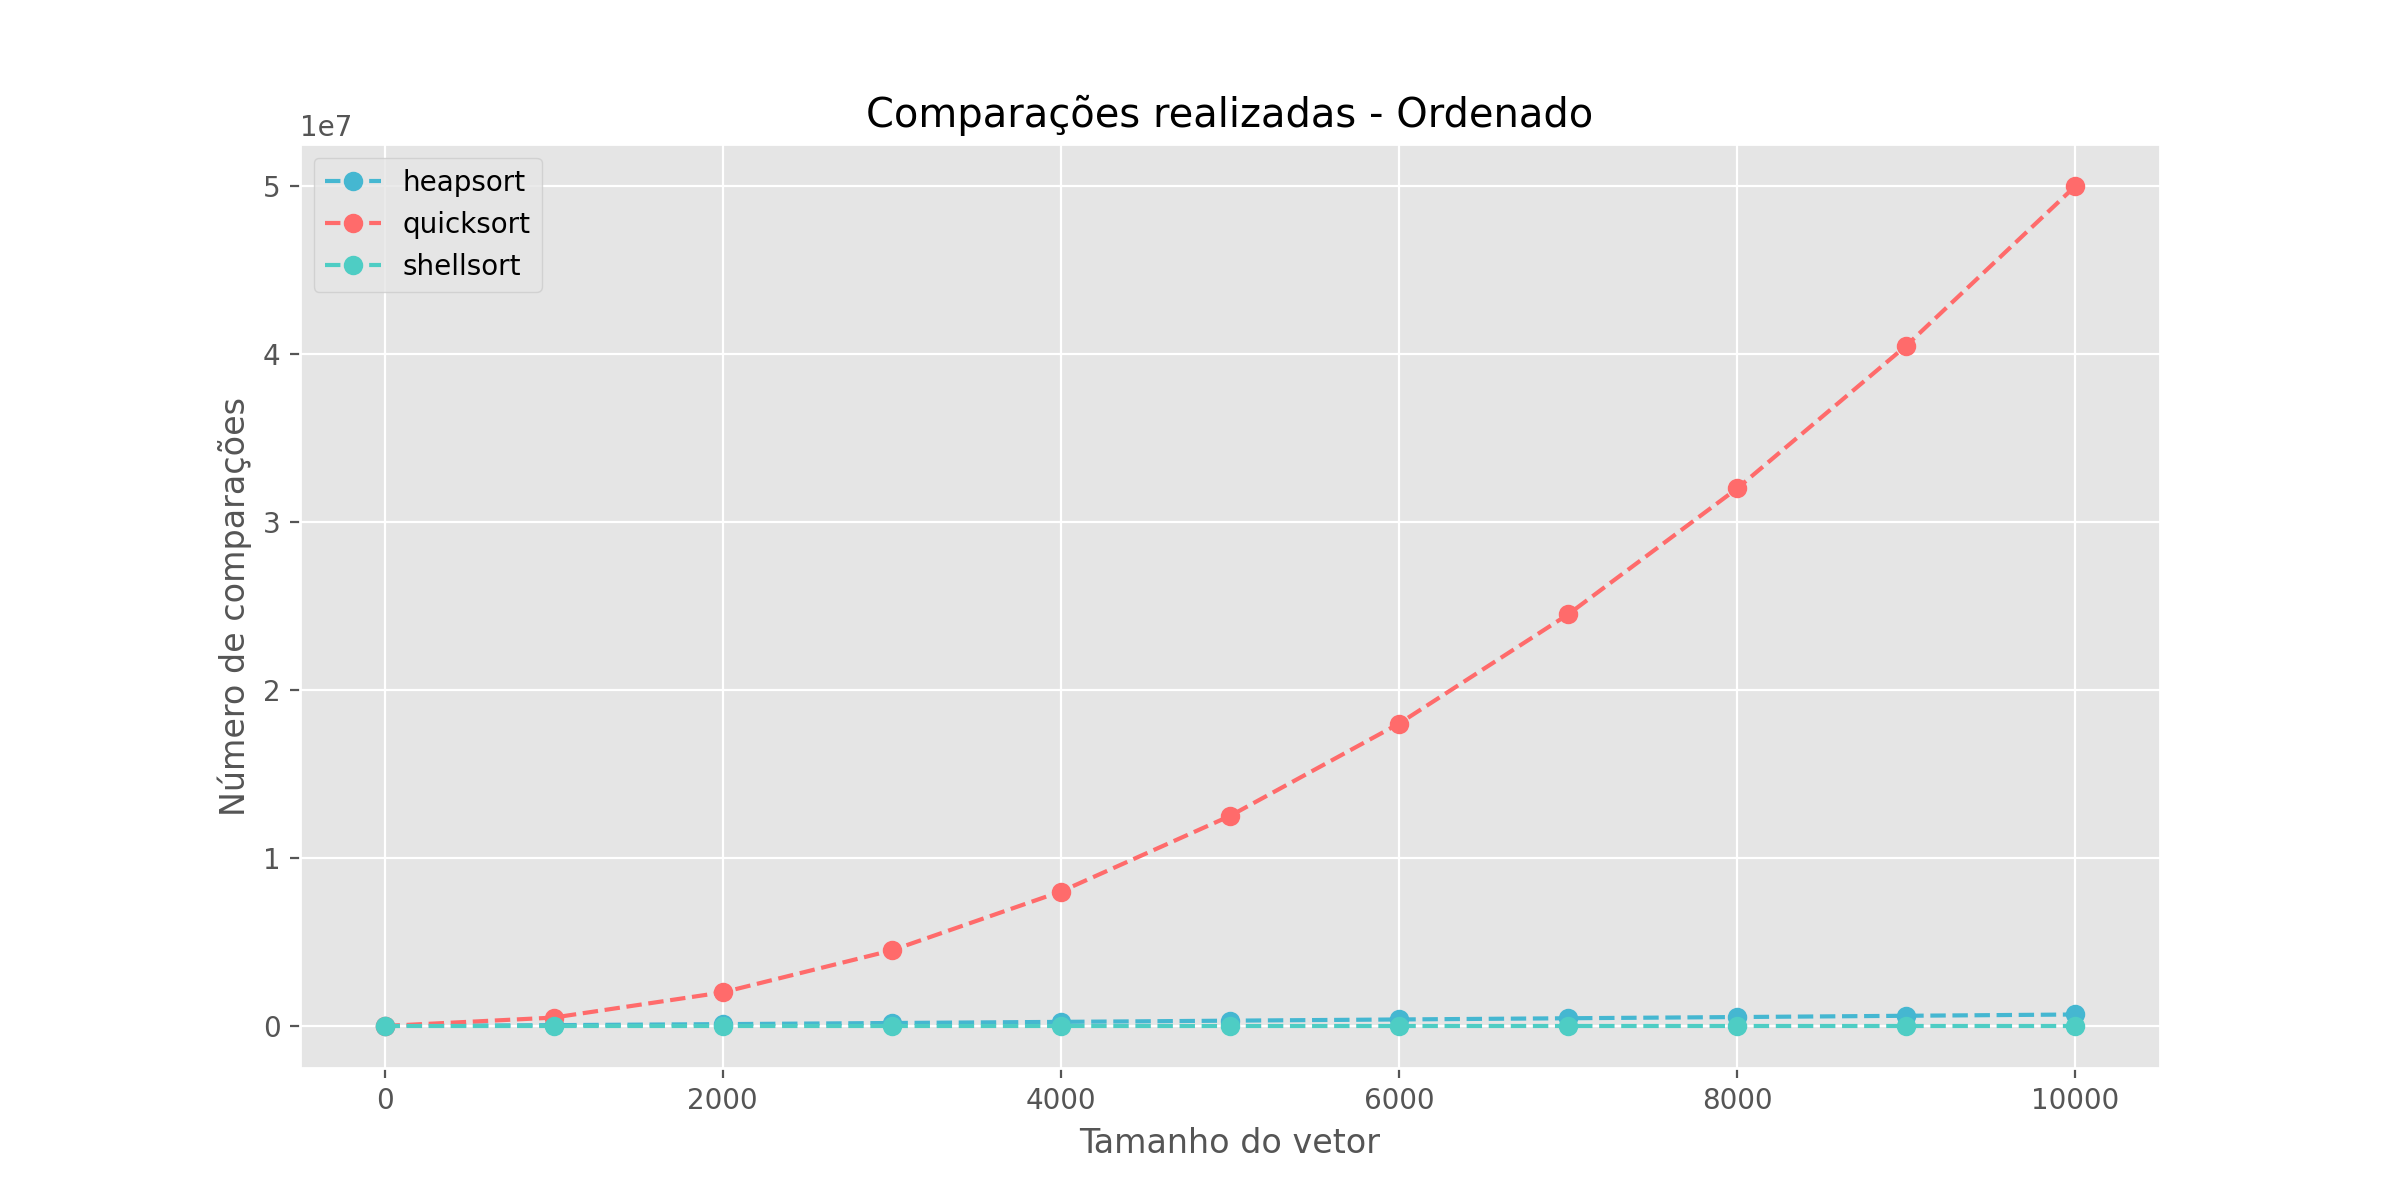 Comparações realizadas - Ordenado
1e7
heapsort
quicksort
shellsort
5
4
3
2
1
0
Número de comparações
0 2000 4000 6000 8000 10000
Tamanho do vetor